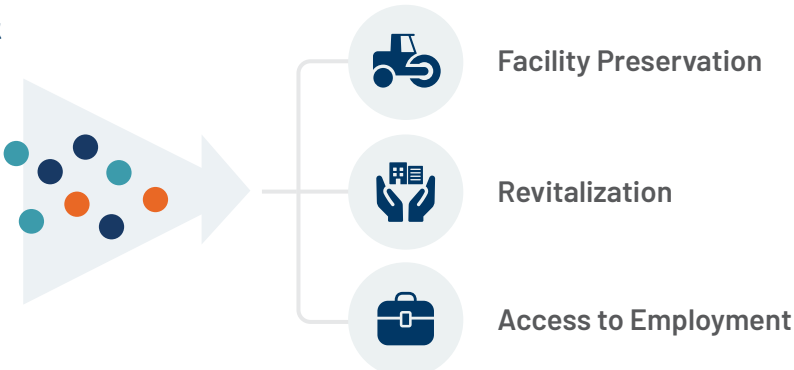 Facility Preservation
Revitalization
Access to Employment